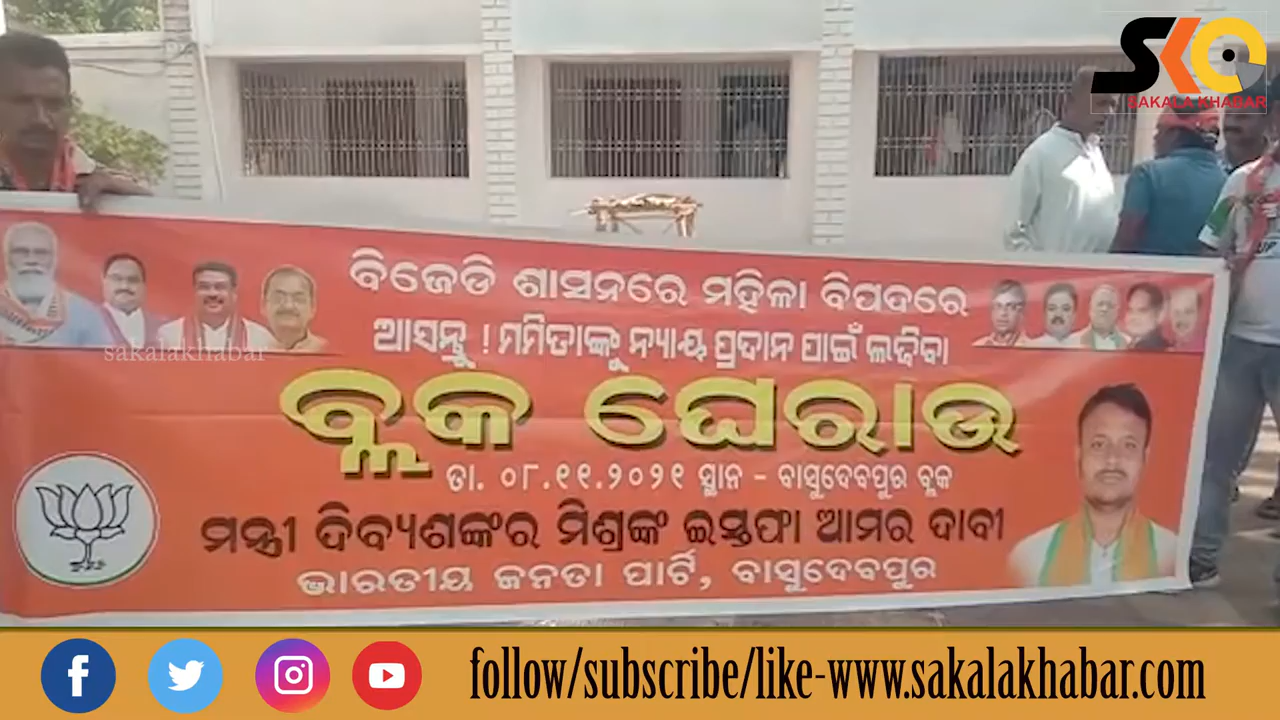 SKC
SAKALA KHABAR
ବିଜେଡି ଶାସନରେ ମହିଳା ବିପଦରେ
ଆସନ୍ତୁ ! ମମିତାଙ୍କୁ ନ୍ୟାୟ ପ୍ରଦାନ ପାଇଁ ଲଢ଼ିବା
sakalakhabar
ବ୍ଲକ ଘେରାଉ
ତା. ୦୮.୧୧.୨୦୨୧ ସ୍ଥାନ - ବାସୁଦେବପୁର ବ୍ଲକ
ମନ୍ତ୍ରୀ ଦିବ୍ୟଶଙ୍କର ମିଶ୍ରଙ୍କ ଇସ୍ତଫା ଆମର ଦାବୀ
ଭାରତୀୟ ଜନତା ପାର୍ଟି, ବାସୁଦେବପୁର
follow/subscribe/like-www.sakalakhabar.com